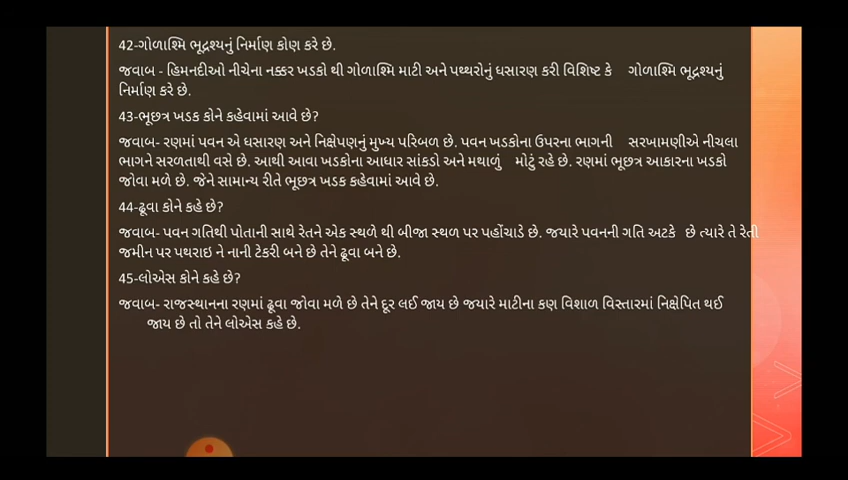 42-ગોળાશ્મિ ભૂદ્રશ્યનું નિર્માણ કોણ કરે છે.
જવાબ - હિમનદીઓ નીચેના નક્કર ખડકો થી ગોળાશ્મિ માટી અને પથ્થરોનું ઘસારણ કરી વિશિષ્ટ કે ગોળાશ્મિ ભૂદ્રશ્યનું
નિર્માણ કરે છે.
43-ભૂછત્ર ખડક કોને કહેવામાં આવે છે?
જવાબ- રણમાં પવન એ ઘસારણ અને નિક્ષેપણનું મુખ્ય પરિબળ છે. પવન ખડકોના ઉપરના ભાગની સરખામણીએ નીચલા
ભાગને સરળતાથી વસે છે. આથી આવા ખડકોના આધાર સાંકડો અને મથાળું મોટું રહે છે. રણમાં ભૂછત્ર આકારના ખડકો
જોવા મળે છે. જેને સામાન્ય રીતે ભૂછત્ર ખડક કહેવામાં આવે છે.
44-ઢૂવા કોને કહે છે?
જવાબ- પવન ગતિથી પોતાની સાથે રેતને એક સ્થળે થી બીજા સ્થળ પર પહોંચાડે છે. જયારે પવનની ગતિ અટકે છે ત્યારે તે રેતી
જમીન પર પથરાઇ ને નાની ટેકરી બને છે તેને ઢૂવા બને છે.
45-લોએસ કોને કહે છે?
જવાબ- રાજસ્થાનના રણમાં ઢૂવા જોવા મળે છે તેને દૂર લઈ જાય છે જયારે માટીના કણ વિશાળ વિસ્તારમાં નિક્ષેપિત થઈ
જાય છે તો તેને લોએસ કહે છે.